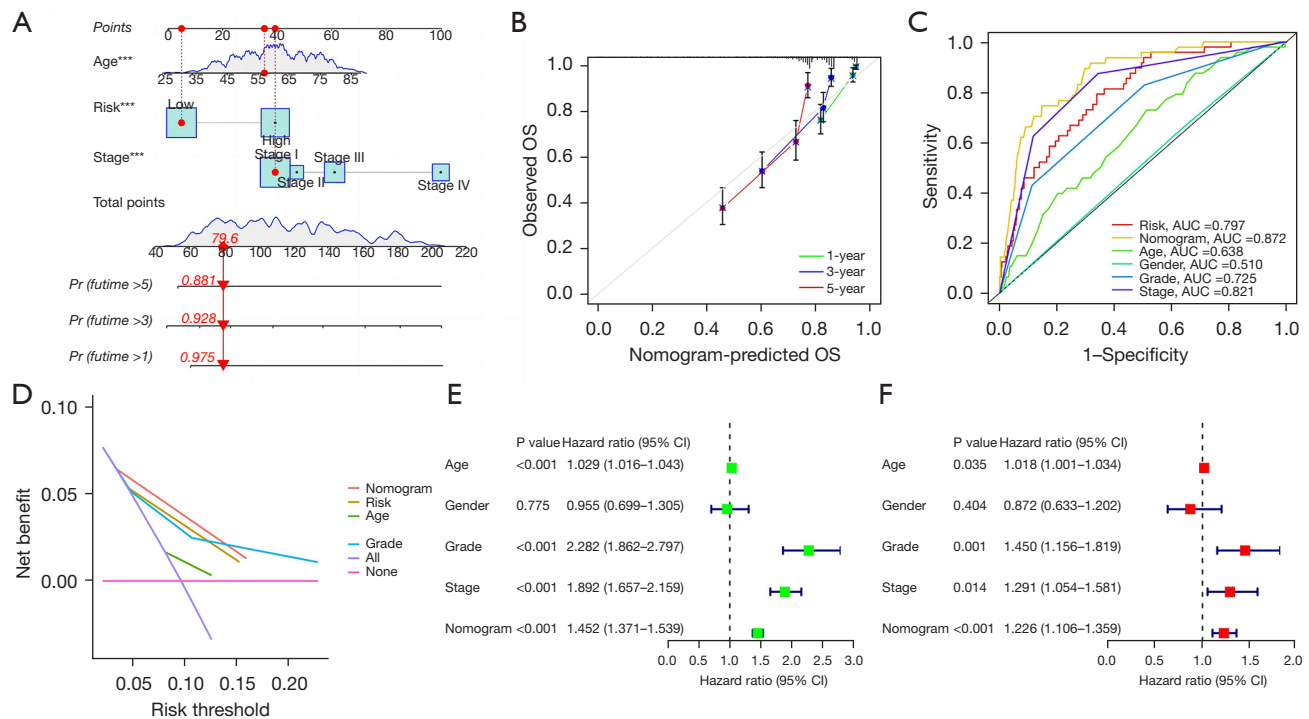 A
Points
0 20 40 60 80 100
Age***
25 35 45 55 65 75 85
Risk***
Low
High
Stage***
Stage I
Stage II
Stage III
Stage IV
Total points
79.6
40 60 80 100 120 140 160 180 200 220
0.881
Pr (futime >5)
0.928
Pr (futime >3)
0.975
Pr (futime >1)
B
Observed OS
1.0
0.8
0.6
0.4
0.2
0.0
1-year
3-year
5-year
0.0 0.2 0.4 0.6 0.8 1.0
Nomogram-predicted OS
C
Sensitivity
1.0
0.8
0.6
0.4
0.2
0.0
Risk, AUC =0.797
Nomogram, AUC =0.872
Age, AUC =0.638
Gender, AUC =0.510
Grade, AUC =0.725
Stage, AUC =0.821
0.0 0.2 0.4 0.6 0.8 1.0
1–Specificity
D
Net benefit
0.10
0.05
0.00
Nomogram
Risk
Age
Grade
All
None
0.05 0.10 0.15 0.20
Risk threshold
E
P value Hazard ratio (95% CI)
Age <0.001 1.029 (1.016–1.043)
Gender 0.775 0.955 (0.699–1.305)
Grade <0.001 2.282 (1.862–2.797)
Stage <0.001 1.892 (1.657–2.159)
Nomogram <0.001 1.452 (1.371–1.539)
0.0 0.5 1.0 1.5 2.0 2.5 3.0
Hazard ratio (95% CI)
F
P value Hazard ratio (95% CI)
Age 0.035 1.018 (1.001–1.034)
Gender 0.404 0.872 (0.633–1.202)
Grade 0.001 1.450 (1.156–1.819)
Stage 0.014 1.291 (1.054–1.581)
Nomogram <0.001 1.226 (1.106–1.359)
0.0 0.5 1.0 1.5 2.0
Hazard ratio (95% CI)